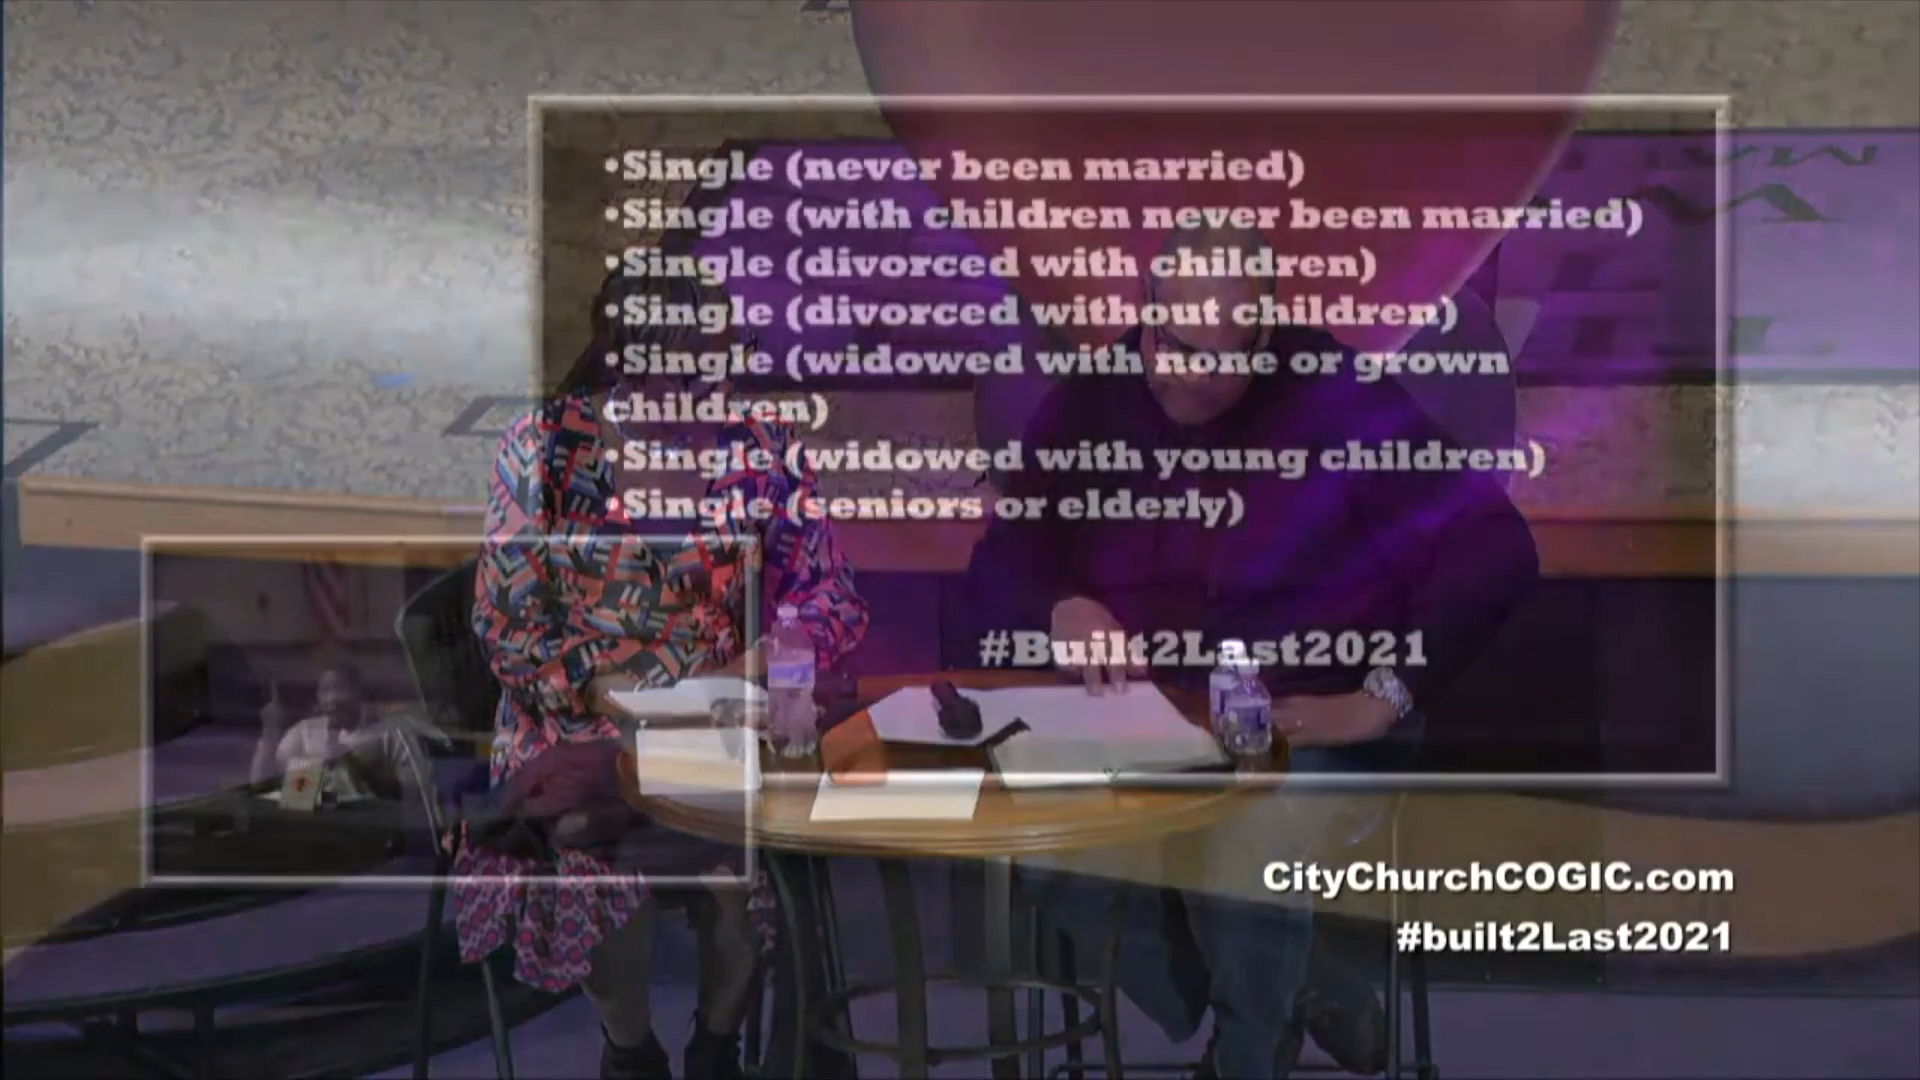 •Single (never been married)
•Single (with children never been married)
•Single (divorced with children)
•Single (divorced without children)
•Single (widowed with none or grown
children)
•Single (widowed with young children)
•Single (seniors or elderly)
#Built2Last2021
CityChurchCOGIC.com
#built2Last2021